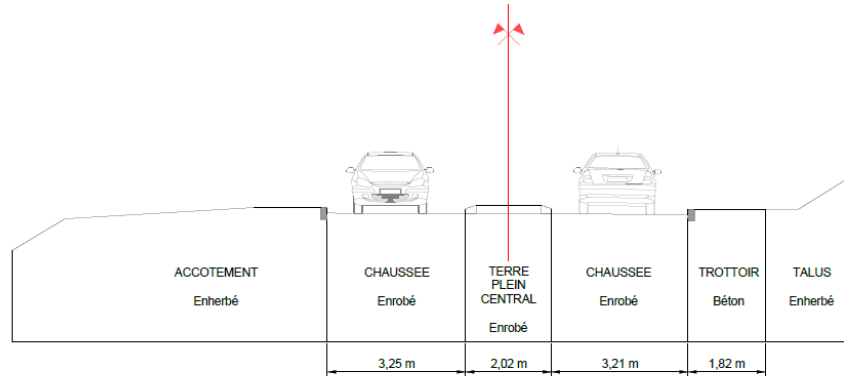 ACCOTEMENT
Enherbé
CHAUSSEE
Enrobé
TERRE
PLEIN
CENTRAL
Enrobé
CHAUSSEE
Enrobé
TROTTOIR
Béton
TALUS
Enherbé
3,25 m
2,02 m
3,21 m
1,82 m